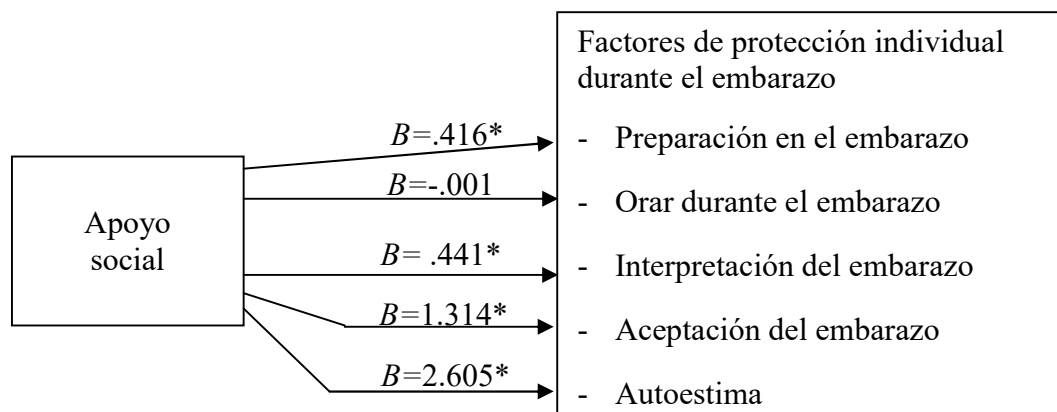 Factores de protección individual
durante el embarazo
B=.416*
- Preparación en el embarazo
B=-.001
- Orar durante el embarazo
Apoyo
social
B= .441*
- Interpretación del embarazo
B=1.314*
- Aceptación del embarazo
B=2.605*
- Autoestima